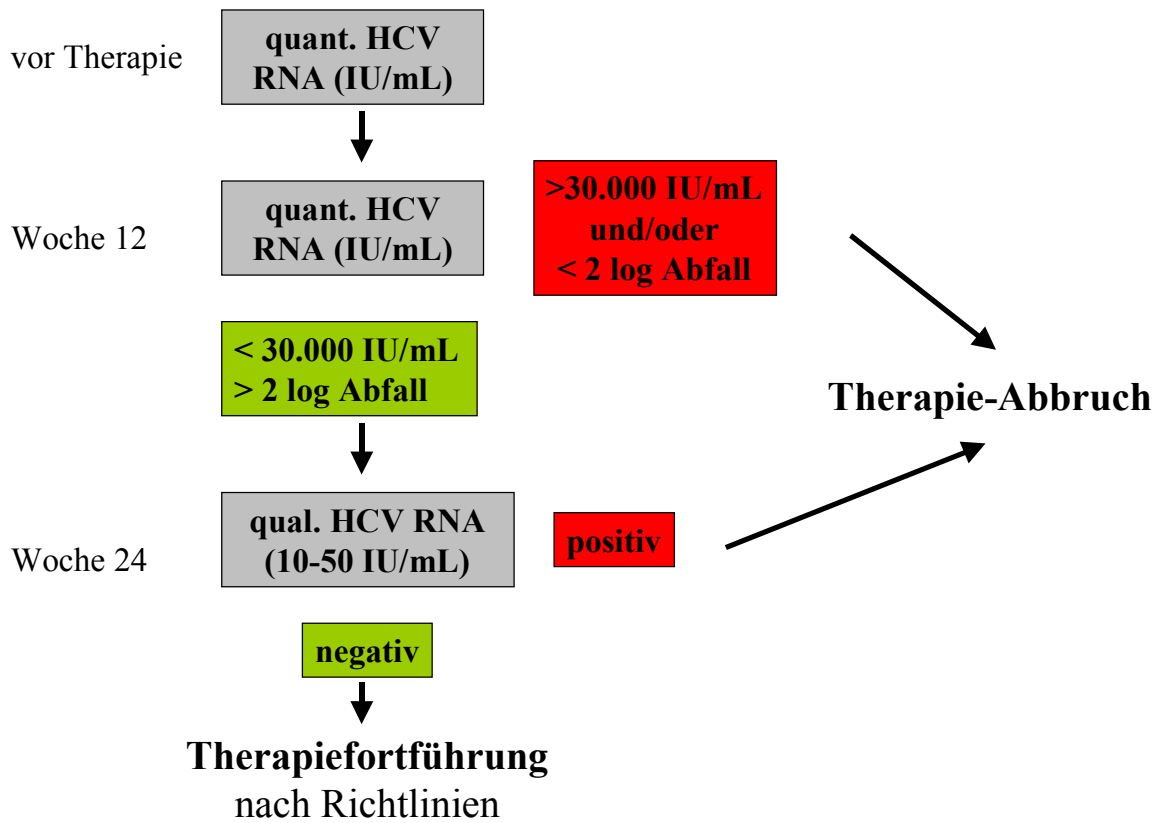 vor Therapie
quant. HCV
RNA (IU/mL)
Woche 12
quant. HCV
RNA (IU/mL)
>30.000 IU/mL
und/oder
< 2 log Abfall
< 30.000 IU/mL
> 2 log Abfall
Therapie-Abbruch
Woche 24
qual. HCV RNA
(10-50 IU/mL)
positiv
negativ
Therapiefortführung
nach Richtlinien